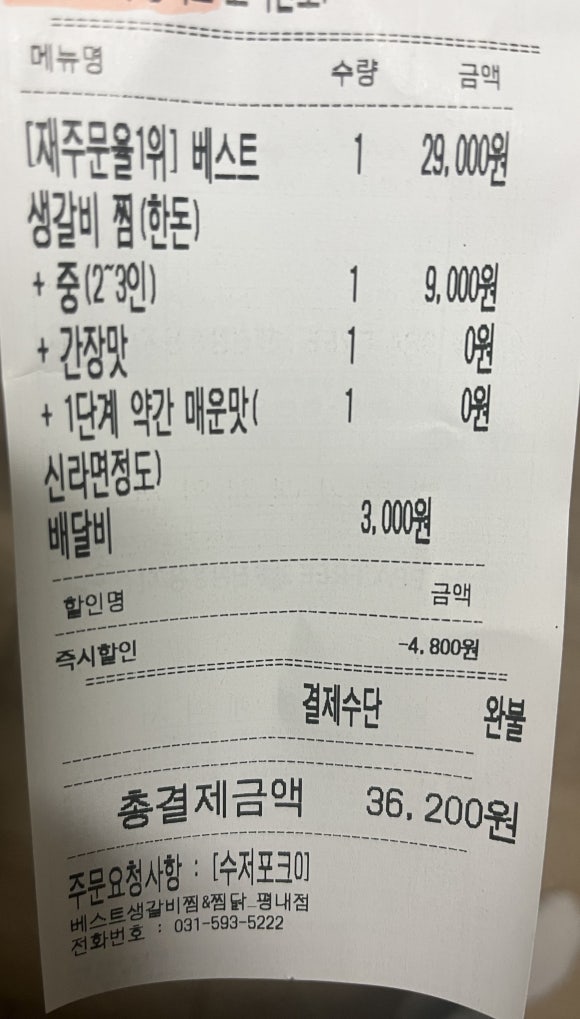 메뉴명 수량 금액
[재주문율1위] 베스트 1 29,000원
생갈비 찜(한돈)
+ 중(2~3인) 1 9,000원
+ 간장맛 1 0원
+ 1단계 약간 매운맛( 1 0원
신라면정도)
배달비 3,000원
할인명 금액
즉시할인 -4,800원
결제수단 완불
총결제금액 36,200원
주문요청사항 : [수저포크O]
베스트생갈비찜&찜닭_평내점
전화번호 : 031-593-5222